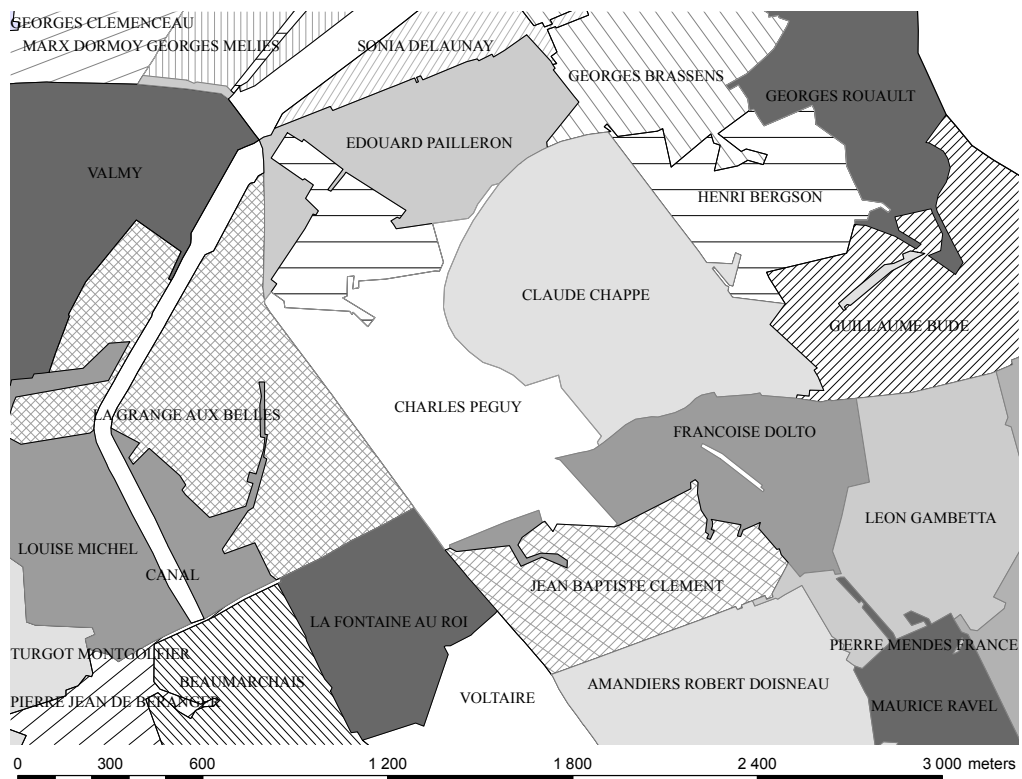 GEORGES CLEMENCEAU
MARX DORMOY GEORGES MELIES
SONIA DELAUNAY
GEORGES BRASSENS
GEORGES ROUAULT
EDOUARD PAILLERON
VALMY
HENRI BERGSON
CLAUDE CHAPPE
GUILLAUME BUDE
CHARLES PEGUY
LA GRANGE AUX BELLES
FRANCOISE DOLTO
LEON GAMBETTA
LOUISE MICHEL
CANAL
JEAN BAPTISTE CLEMENT
LA FONTAINE AU ROI
PIERRE MENDES FRANCE
TURGOT MONTGOLFIER
BEAUMARCHAIS
AMANDIERS ROBERT DOISNEAU
VOLTAIRE
PIERRE JEAN DE BERANGER
MAURICE RAVEL
0 300 600 1 200 1 800 2 400 3 000 meters